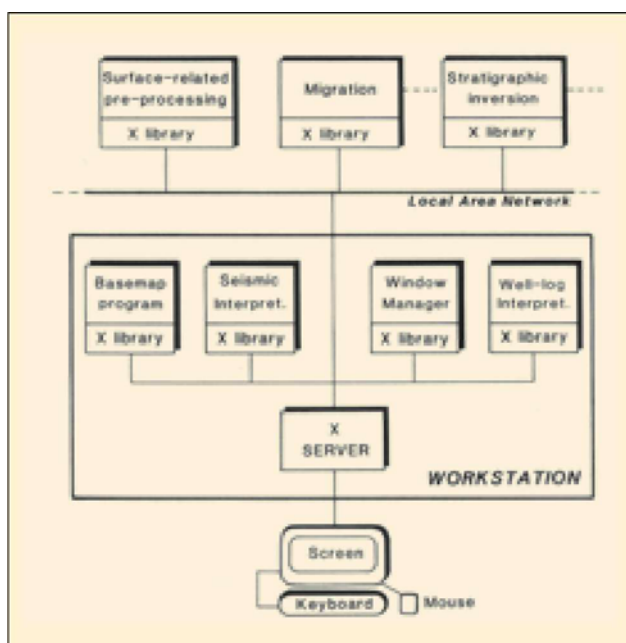 Surface-related
pre-processing
X library
Migration
X library
Stratigraphic
inversion
X library
Local Area Network
Basemap
program
X library
Seismic
Interpret.
X library
Window
Manager
X library
Well-log
Interpret.
X library
X
SERVER
WORKSTATION
Screen
Keyboard
Mouse